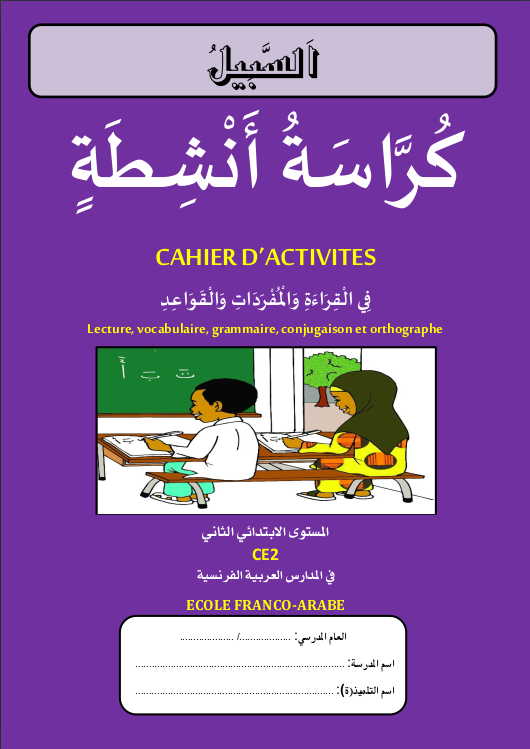 اَلسَّبِيلُ
كُرَّاسَةُ أَنْشِطَةٍ
CAHIER D’ACTIVITES
فِي الْقِرَاءَةِ وَالْمُفْرَدَاتِ وَالْقَوَاعِدِ
Lecture, vocabulaire, grammaire, conjugaison et orthographe
أَ بَـ تَـ
المستوى الابتدائي الثاني
CE2
في المدارس العربية الفرنسية
ECOLE FRANCO-ARABE
العام المدرسي: .................../ ....................
اسم المدرسة: ...........................................................................
اسم التلميذ(ة): .......................................................................